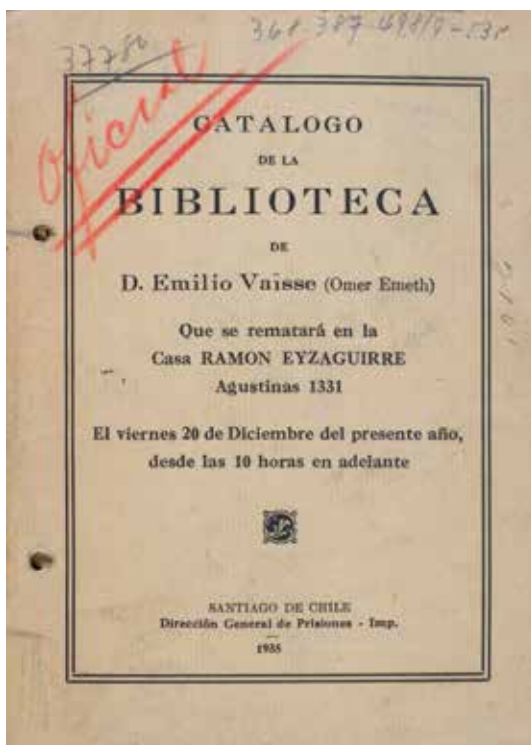 37786
Oficial
CATALOGO
DE LA
BIBLIOTECA
DE
D. Emilio Vaïsse (Omer Emeth)
Que se rematará en la
Casa RAMON EYZAGUIRRE
Agustinas 1331
El viernes 20 de Diciembre del presente año,
desde las 10 horas en adelante
SANTIAGO DE CHILE
Dirección General de Prisiones - Imp.
1935